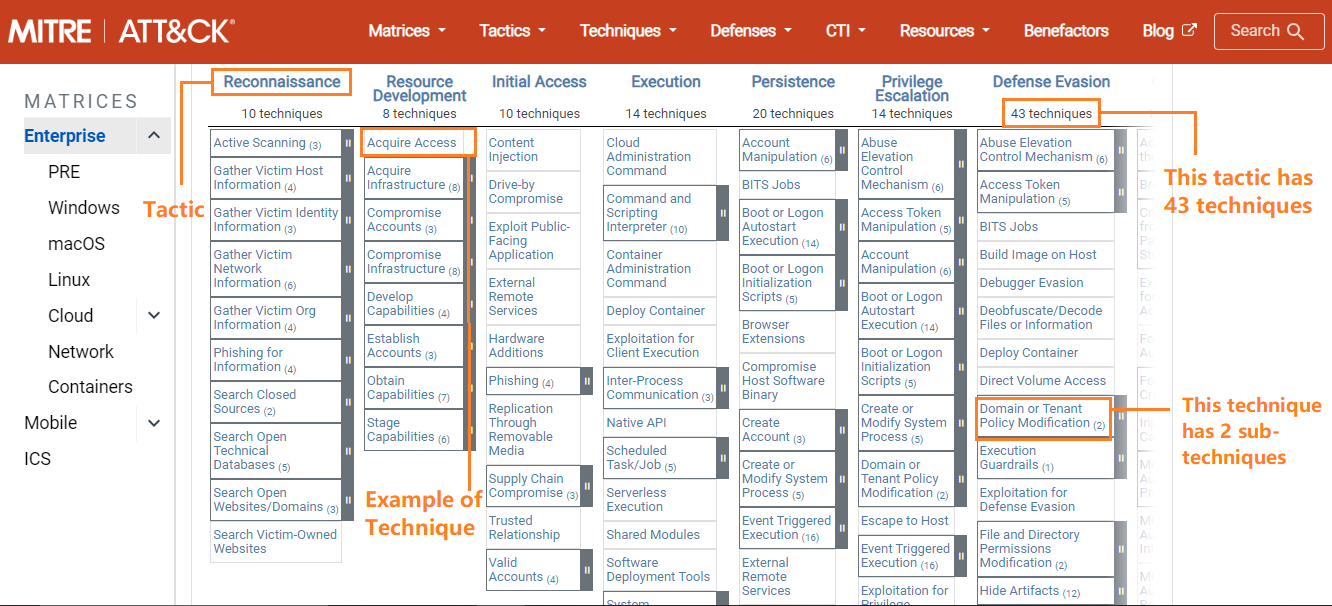 MITRE | ATT&CK®
Matrices
Tactics
Techniques
Defenses
CTI
Resources
Benefactors
Blog
Search
MATRICES
Enterprise
PRE
Windows
macOS
Linux
Cloud
Network
Containers
Mobile
ICS
Tactic
Reconnaissance
10 techniques
Active Scanning (3)
Gather Victim Host
Information (4)
Gather Victim Identity
Information (3)
Gather Victim
Network
Information (6)
Gather Victim Org
Information (4)
Phishing for
Information (4)
Search Closed
Sources (2)
Search Open
Technical
Databases (5)
Search Open
Websites/Domains (3)
Search Victim-Owned
Websites
Resource
Development
8 techniques
Acquire Access
Acquire
Infrastructure (8)
Compromise
Accounts (3)
Compromise
Infrastructure (8)
Develop
Capabilities (4)
Establish
Accounts (3)
Obtain
Capabilities (7)
Stage
Capabilities (6)
Example of
Technique
Initial Access
10 techniques
Content
Injection
Drive-by
Compromise
Exploit Public-
Facing
Application
External
Remote
Services
Hardware
Additions
Phishing (4)
Replication
Through
Removable
Media
Supply Chain
Compromise (3)
Trusted
Relationship
Valid
Accounts (4)
Execution
14 techniques
Cloud
Administration
Command
Command and
Scripting
Interpreter (10)
Container
Administration
Command
Deploy Container
Exploitation for
Client Execution
Inter-Process
Communication (3)
Native API
Scheduled
Task/Job (5)
Serverless
Execution
Shared Modules
Software
Deployment Tools
System
Persistence
20 techniques
Account
Manipulation (6)
BITS Jobs
Boot or Logon
Autostart
Execution (14)
Boot or Logon
Initialization
Scripts (5)
Browser
Extensions
Compromise
Host Software
Binary
Create
Account (3)
Create or
Modify System
Process (5)
Event Triggered
Execution (16)
External
Remote
Services
Privilege
Escalation
14 techniques
Abuse
Elevation
Control
Mechanism (6)
Access Token
Manipulation (5)
Account
Manipulation (6)
Boot or Logon
Autostart
Execution (14)
Boot or Logon
Initialization
Scripts (5)
Create or
Modify System
Process (5)
Domain or
Tenant Policy
Modification (2)
Escape to Host
Event Triggered
Execution (16)
Exploitation for
Privilege
Defense Evasion
43 techniques
Abuse Elevation
Control Mechanism (6)
Access Token
Manipulation (5)
BITS Jobs
Build Image on Host
Debugger Evasion
Deobfuscate/Decode
Files or Information
Deploy Container
Direct Volume Access
Domain or Tenant
Policy Modification (2)
Execution
Guardrails (1)
Exploitation for
Defense Evasion
File and Directory
Permissions
Modification (2)
Hide Artifacts (12)
This tactic has
43 techniques
This technique
has 2 sub-
techniques